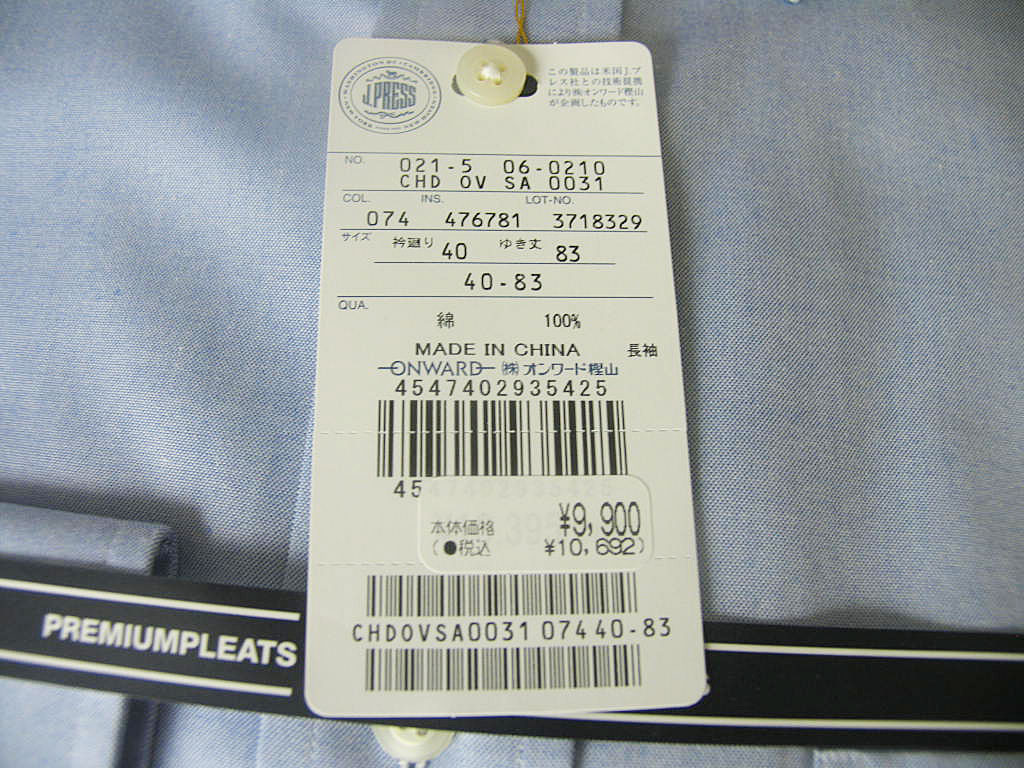 J.PRESS
この製品は米国J.プ
レス社との技術提携
により㈱オンワード樫山
が企画したものです。
NO. 021-5 06-0210
CHD OV SA 0031
COL. INS. LOT-NO.
074 476781 3718329
サイズ 衿廻り 40 ゆき丈 83
40-83
QUA.
綿 100%
MADE IN CHINA 長袖
ONWARD ㈱オンワード樫山
4547402935425
4547402935425
本体価格 ¥9,900
(●税込 ¥10,692)
CHDOVSA0031 074 40-83
PREMIUMPLEATS